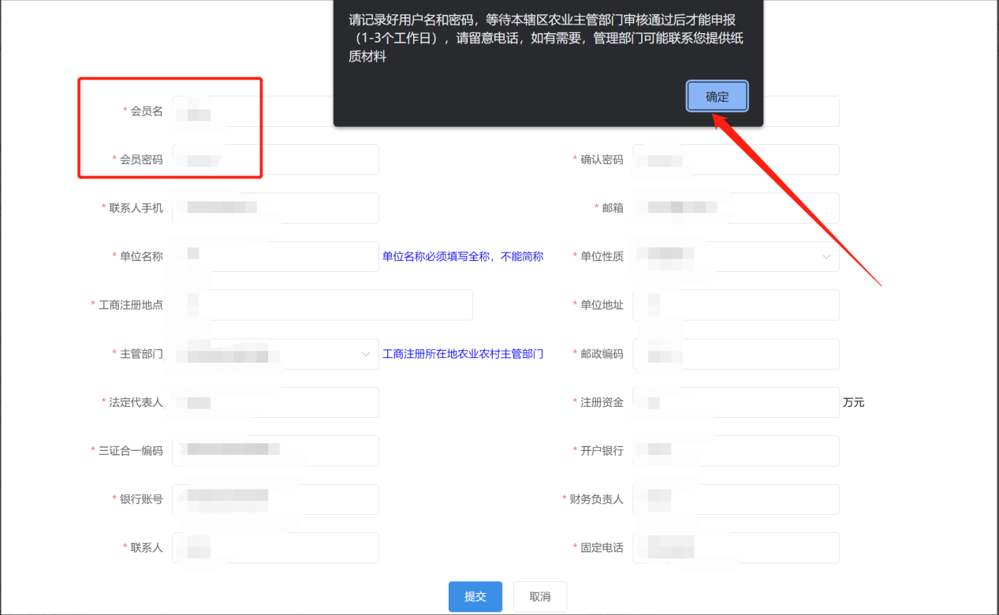 请记录好用户名和密码，等待本辖区农业主管部门审核通过后才能申报
（1-3个工作日），请留意电话，如有需要，管理部门可能联系您提供纸
质材料
确定
* 会员名
* 会员密码
* 确认密码
* 联系人手机
* 邮箱
* 单位名称
单位名称必须填写全称，不能简称
* 单位性质
* 工商注册地点
* 单位地址
* 主管部门
工商注册所在地农业农村主管部门
* 邮政编码
* 法定代表人
* 注册资金
万元
* 三证合一编码
* 开户银行
* 银行账号
* 财务负责人
* 联系人
* 固定电话
提交
取消